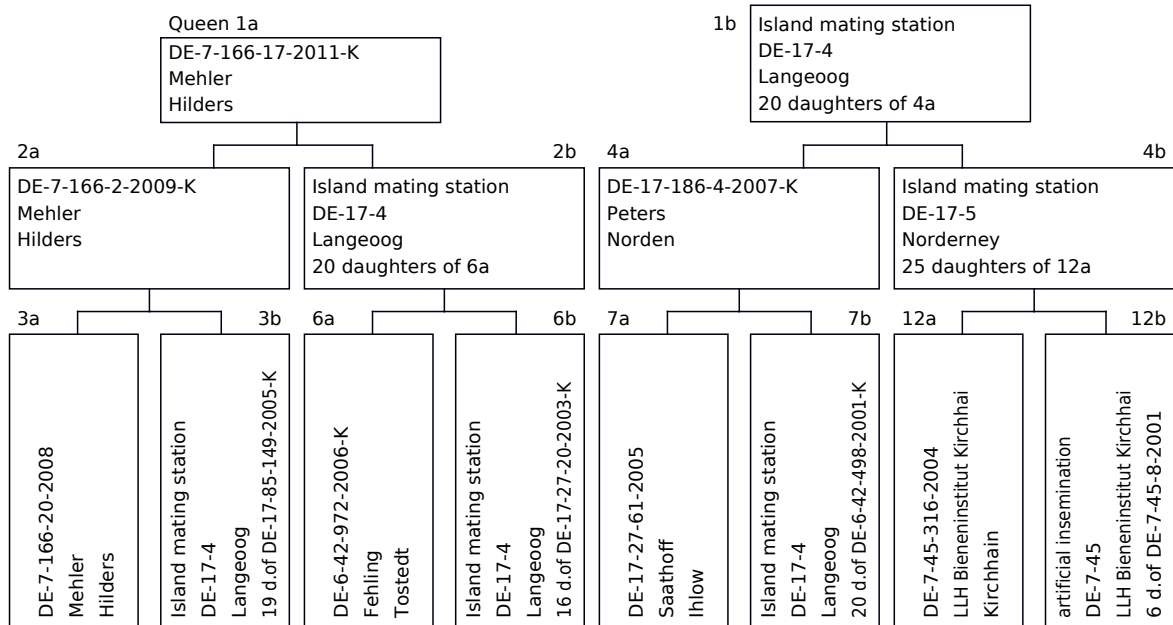 Queen 1a
DE-7-166-17-2011-K
Mehler
Hilders
1b
Island mating station
DE-17-4
Langeoog
20 daughters of 4a
2a
DE-7-166-2-2009-K
Mehler
Hilders
2b
Island mating station
DE-17-4
Langeoog
20 daughters of 6a
4a
DE-17-186-4-2007-K
Peters
Norden
4b
Island mating station
DE-17-5
Norderney
25 daughters of 12a
3a
DE-7-166-20-2008
Mehler
Hilders
3b
Island mating station
DE-17-4
Langeoog
19 d.of DE-17-85-149-2005-K
6a
DE-6-42-972-2006-K
Fehling
Tostedt
6b
Island mating station
DE-17-4
Langeoog
16 d.of DE-17-27-20-2003-K
7a
DE-17-27-61-2005
Saathoff
Ihlow
7b
Island mating station
DE-17-4
Langeoog
20 d.of DE-6-42-498-2001-K
12a
DE-7-45-316-2004
LLH Bieneninstitut Kirchhai
Kirchhain
12b
artificial insemination
DE-7-45
LLH Bieneninstitut Kirchhai
6 d.of DE-7-45-8-2001